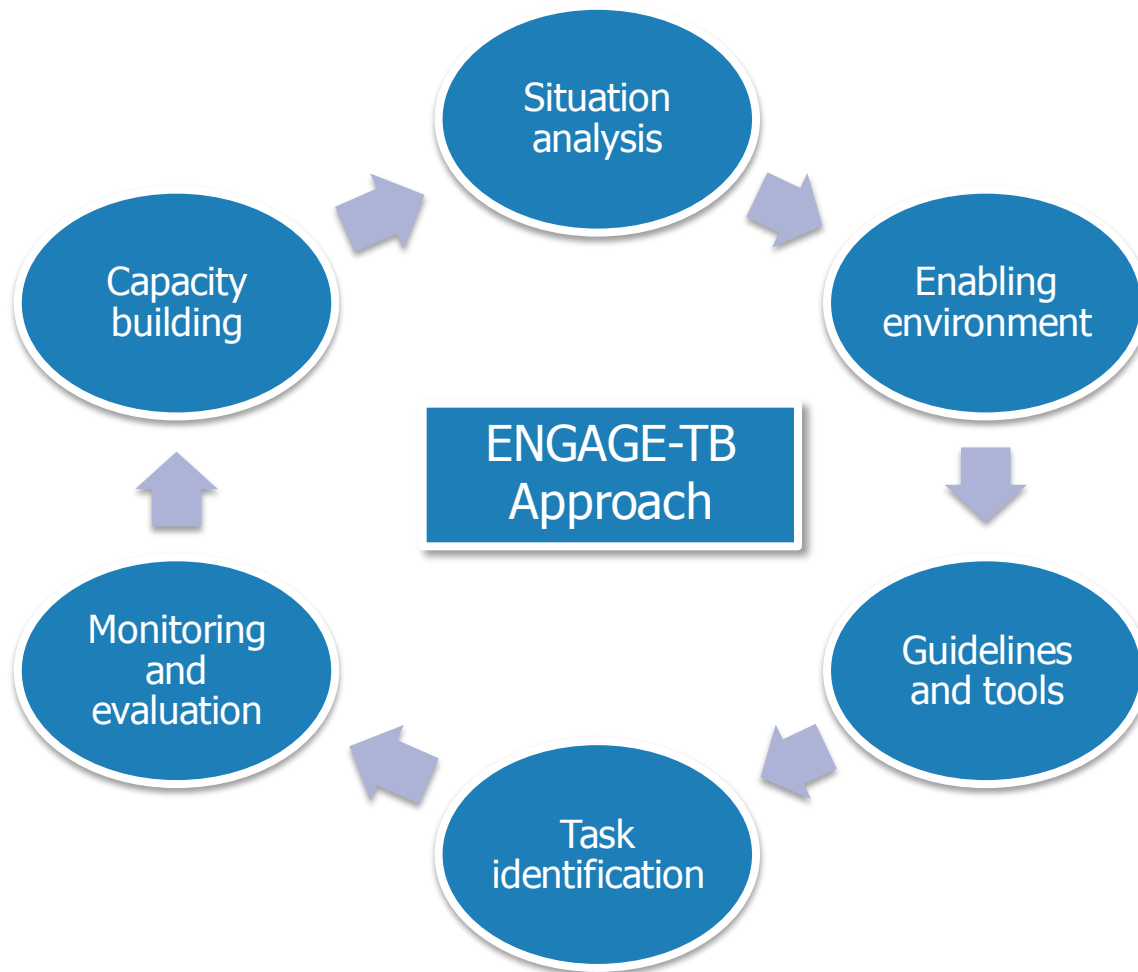 Situation
analysis
Enabling
environment
Guidelines
and tools
Task
identification
Monitoring
and
evaluation
Capacity
building
ENGAGE-TB
Approach